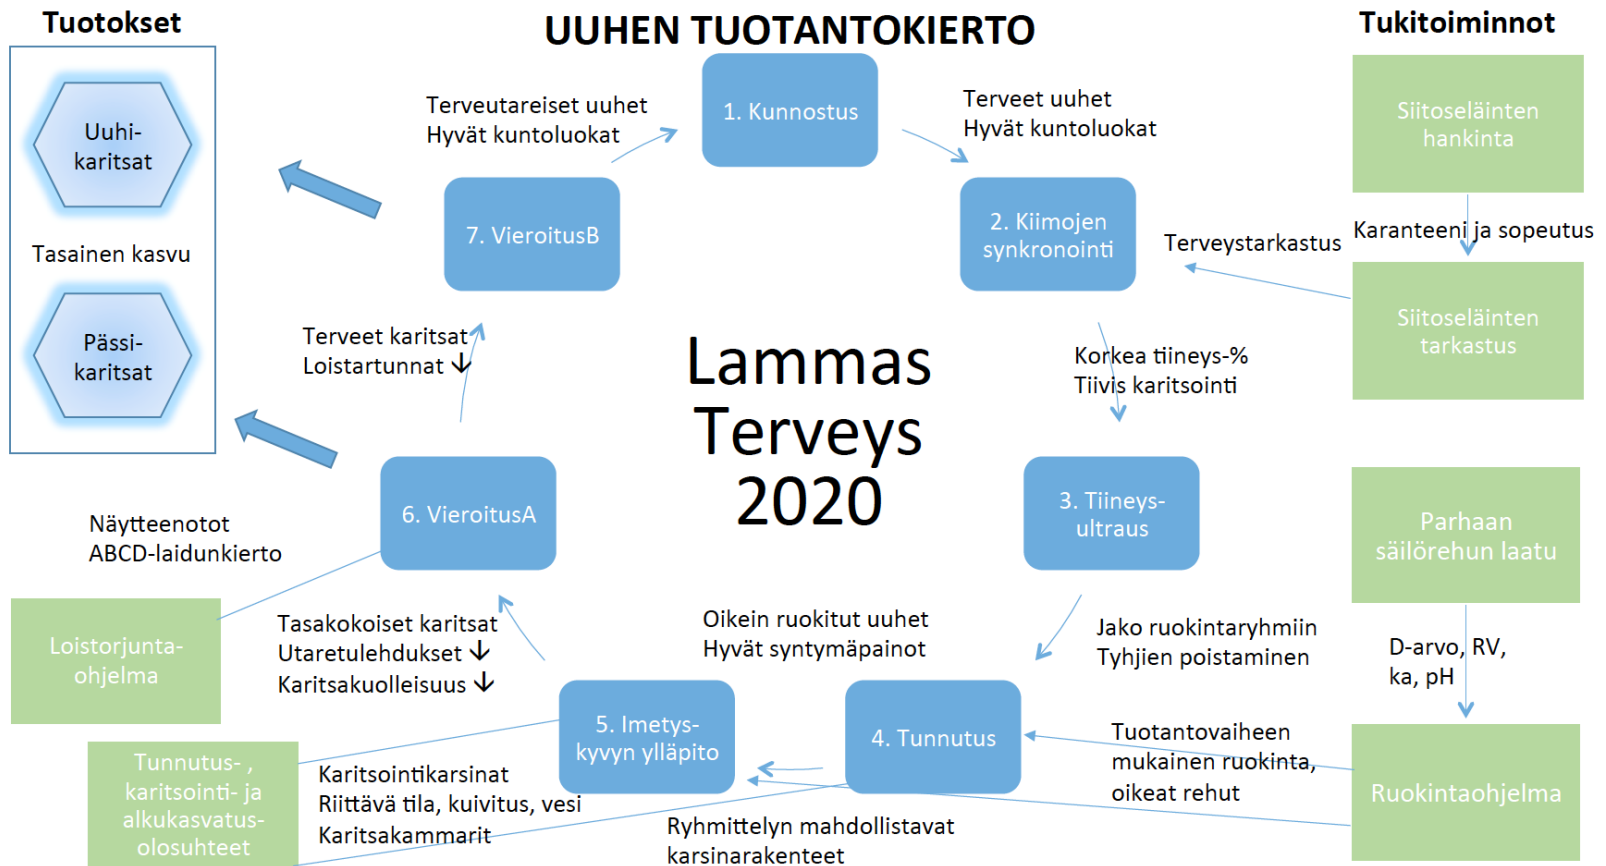 Tuotokset
UUHEN TUOTANTOKIERTO
Tukitoiminnot
Uuhi-
karitsat
Tasainen kasvu
Pässi-
karitsat
Terveutareiset uuhet
Hyvät kuntoluokat
1. Kunnostus
Terveet uuhet
Hyvät kuntoluokat
Siitoseläinten
hankinta
7. VieroitusB
2. Kiimojen
synkronointi
Terveystarkastus
Karanteeni ja sopeutus
Siitoseläinten
tarkastus
Terveet karitsat
Loistartunnat ↓
Lammas
Terveys
2020
Korkea tiineys-%
Tiivis karitsointi
6. VieroitusA
3. Tiineys-
ultraus
Parhaan
säilörehun laatu
Näytteenotot
ABCD-laidunkierto
Loistorjunta-
ohjelma
Tasakokoiset karitsat
Utaretulehdukset ↓
Karitsakuolleisuus ↓
Oikein ruokitut uuhet
Hyvät syntymäpainot
Jako ruokintaryhmiin
Tyhjien poistaminen
D-arvo, RV,
ka, pH
5. Imetys-
kyvyn ylläpito
4. Tunnutus
Tuotantovaiheen
mukainen ruokinta,
oikeat rehut
Ruokintaohjelma
Tunnutus- ,
karitsointi- ja
alkukasvatus-
olosuhteet
Karitsointikarsinat
Riittävä tila, kuivitus, vesi
Karitsakammarit
Ryhmittelyn mahdollistavat
karsinarakenteet